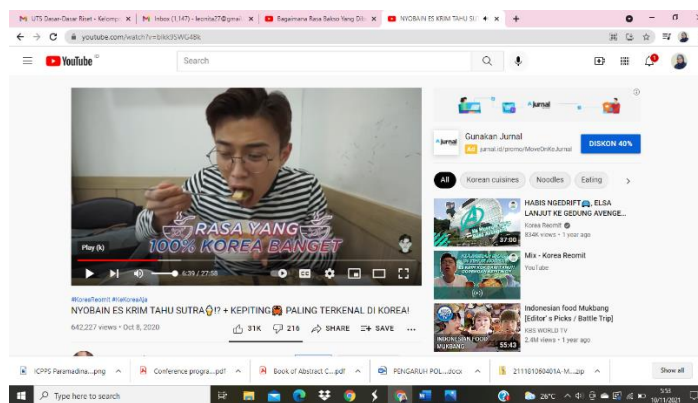 UTS Dasar-Dasar Riset - Kelomp
Inbox (1,147) - leonita27@gmail
Bagaimana Rasa Bakso Yang Dib
NYOBAIN ES KRIM TAHU SU
youtube.com/watch?v=
YouTube
Search
jurnal
jurnal
Gunakan Jurnal
Ad jurnal.id/promo/MoveOnKeJurnal
DISKON 40%
All
Korean cuisines
Noodles
Eating
RASA YANG
100% KOREA BANGET
Play (k)
6:39 / 27:58
CC
HABIS NGEDRIFT, ELSA
LANJUT KE GEDUNG AVENGE...
Korea Reomit
834K views • 1 year ago
37:00
Mix - Korea Reomit
YouTube
Indonesian food Mukbang
[Editor's Picks / Battle Trip]
KBS WORLD TV
2.4M views • 1 year ago
INDONESIAN FOOD
MUKBANG
55:43
#KoreaReomit #KeKoreaAja
NYOBAIN ES KRIM TAHU SUTRA!? + KEPITING PALING TERKENAL DI KOREA!
642,227 views • Oct 8, 2020
31K
216
SHARE
SAVE
ICPPS Paramadina....png
Conference progra....pdf
Book of Abstract C....pdf
PENGARUH POL....docx
211161060401A-M....zip
Show all
Type here to search
26°C
5:53
10/11/2021